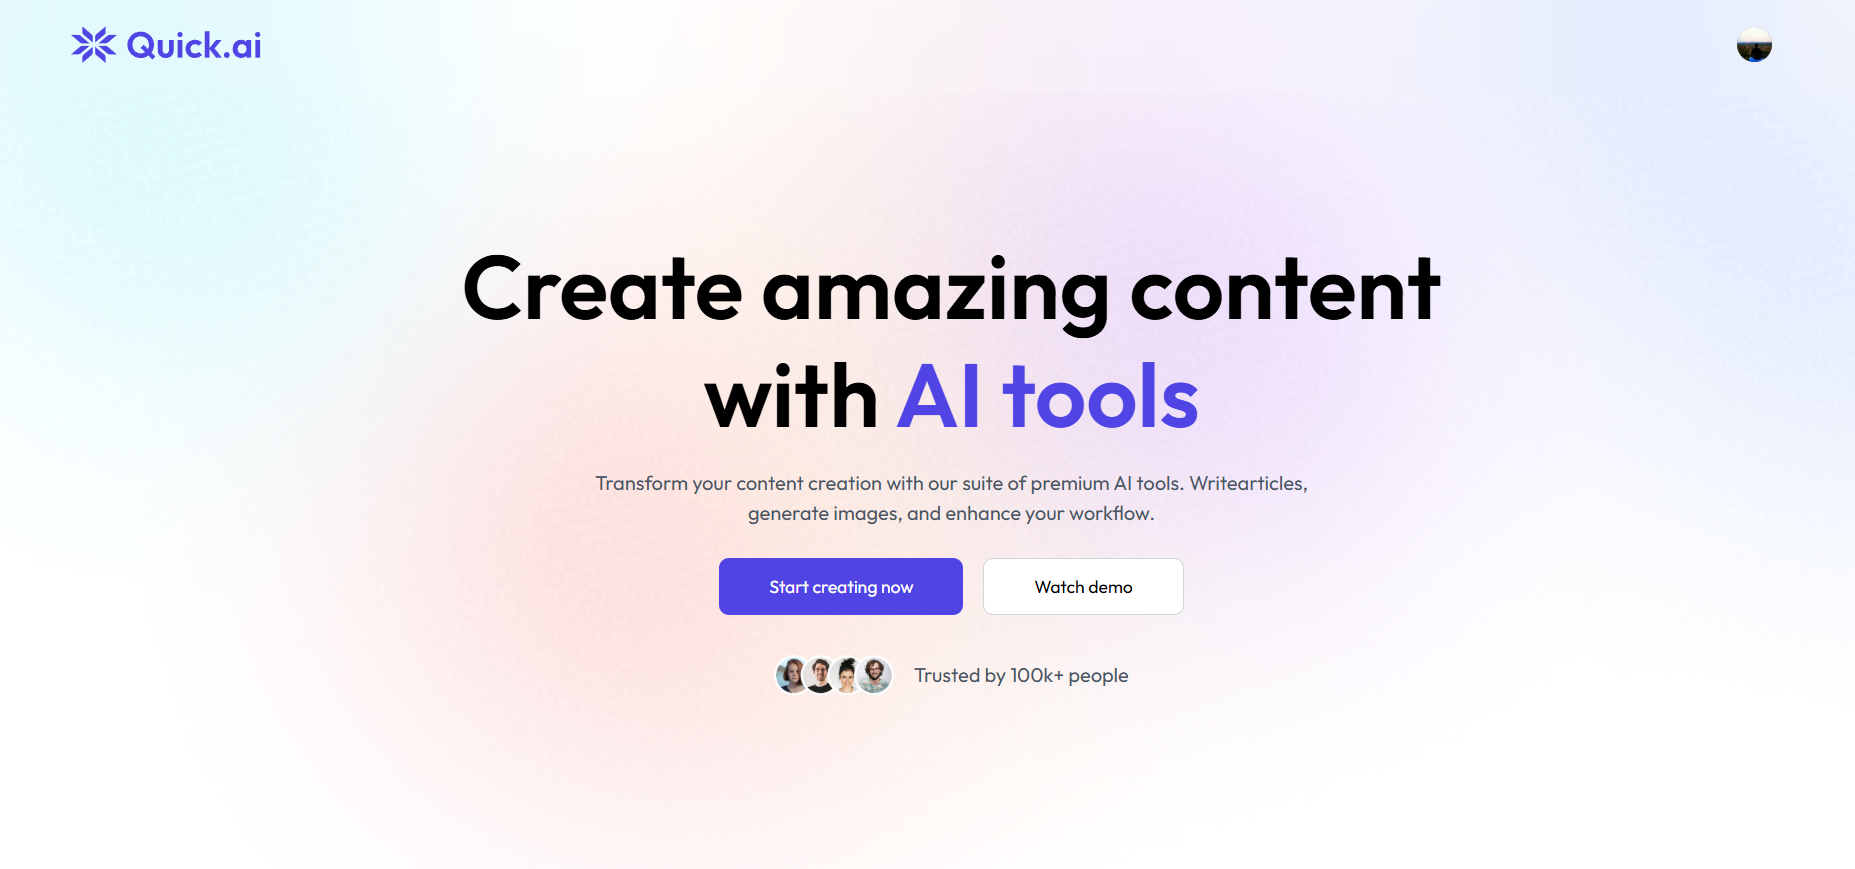 Quick.ai
Create amazing content
with AI tools
Transform your content creation with our suite of premium AI tools. Writearticles,
generate images, and enhance your workflow.
Start creating now
Watch demo
Trusted by 100k+ people